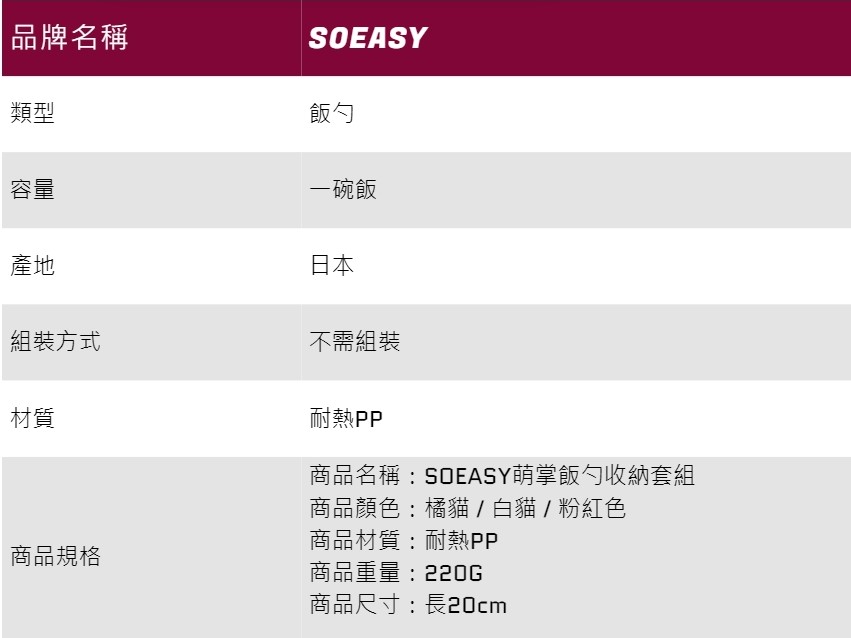 品牌名稱 SOEASY
類型 飯勺
容量 一碗飯
產地 日本
組裝方式 不需組裝
材質 耐熱PP
商品規格
商品名稱：SOEASY萌掌飯勺收納套組
商品顏色：橘貓 / 白貓 / 粉紅色
商品材質：耐熱PP
商品重量：220G
商品尺寸：長20cm